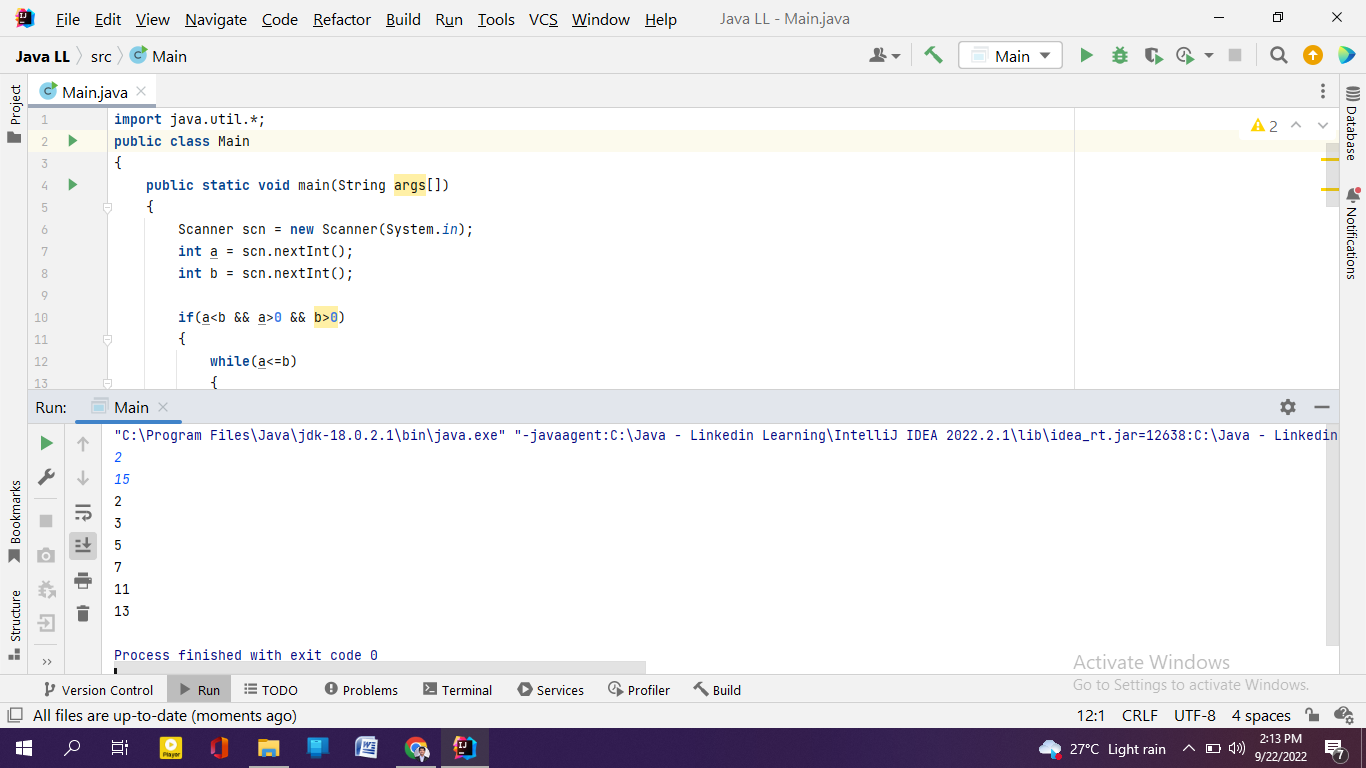 File Edit View Navigate Code Refactor Build Run Tools VCS Window Help Java LL - Main.java
Java LL src Main Main
Project
Main.java
Database
Notifications
2
1 import java.util.*;
2 public class Main
3 {
4 public static void main(String args[])
5 {
6 Scanner scn = new Scanner(System.in);
7 int a = scn.nextInt();
8 int b = scn.nextInt();
9
10 if(a<b && a>0 && b>0)
11 {
12 while(a<=b)
13 {
Run: Main
"C:\Program Files\Java\jdk-18.0.2.1\bin\java.exe" "-javaagent:C:\Java - Linkedin Learning\IntelliJ IDEA 2022.2.1\lib\idea_rt.jar=12638:C:\Java - Linkedin
2
15
2
3
5
7
11
13
Process finished with exit code 0
Bookmarks
Structure
Activate Windows
Go to Settings to activate Windows.
Version Control Run TODO Problems Terminal Services Profiler Build
All files are up-to-date (moments ago) 12:1 CRLF UTF-8 4 spaces
Player W 27°C Light rain 2:13 PM
9/22/2022 7